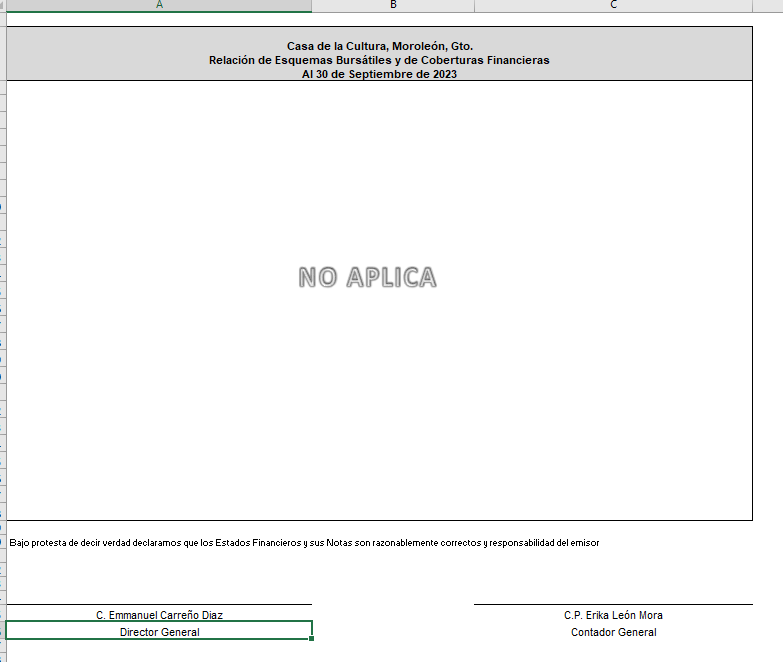 A B C
Casa de la Cultura, Moroleón, Gto.
Relación de Esquemas Bursátiles y de Coberturas Financieras
Al 30 de Septiembre de 2023
NO APLICA
Bajo protesta de decir verdad declaramos que los Estados Financieros y sus Notas son razonablemente correctos y responsabilidad del emisor
C. Emmanuel Carreño Diaz C.P. Erika León Mora
Director General Contador General